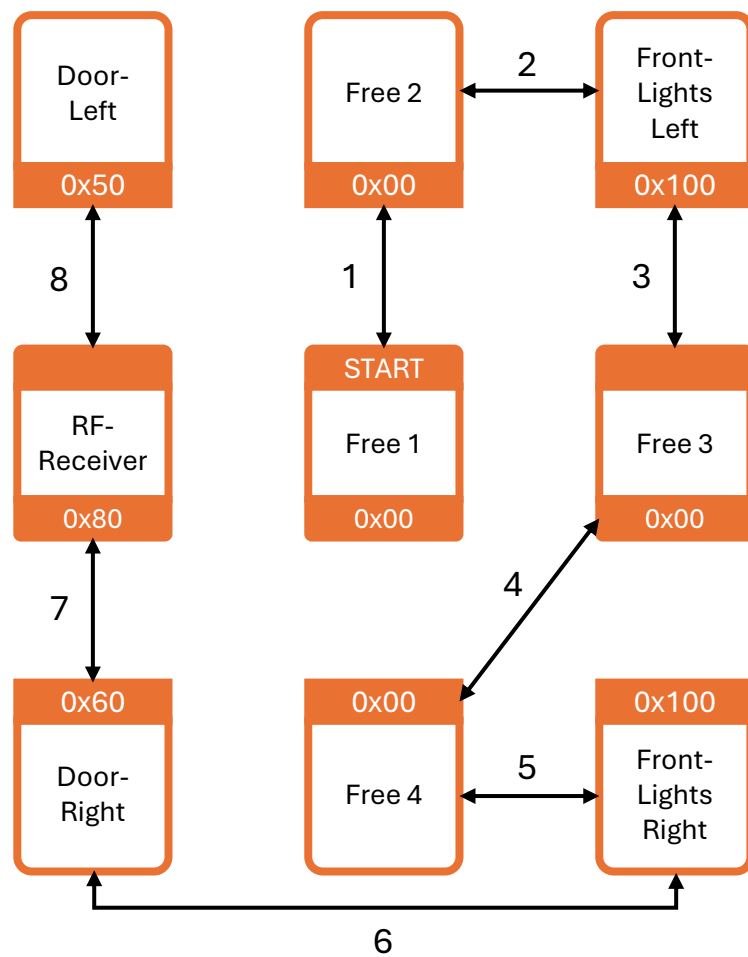 Door-
Left
0x50
Free 2
0x00
2
Front-
Lights
Left
0x100
8
1
3
RF-
Receiver
0x80
START
Free 1
0x00
Free 3
0x00
7
4
0x60
Door-
Right
0x00
Free 4
5
0x100
Front-
Lights
Right
6